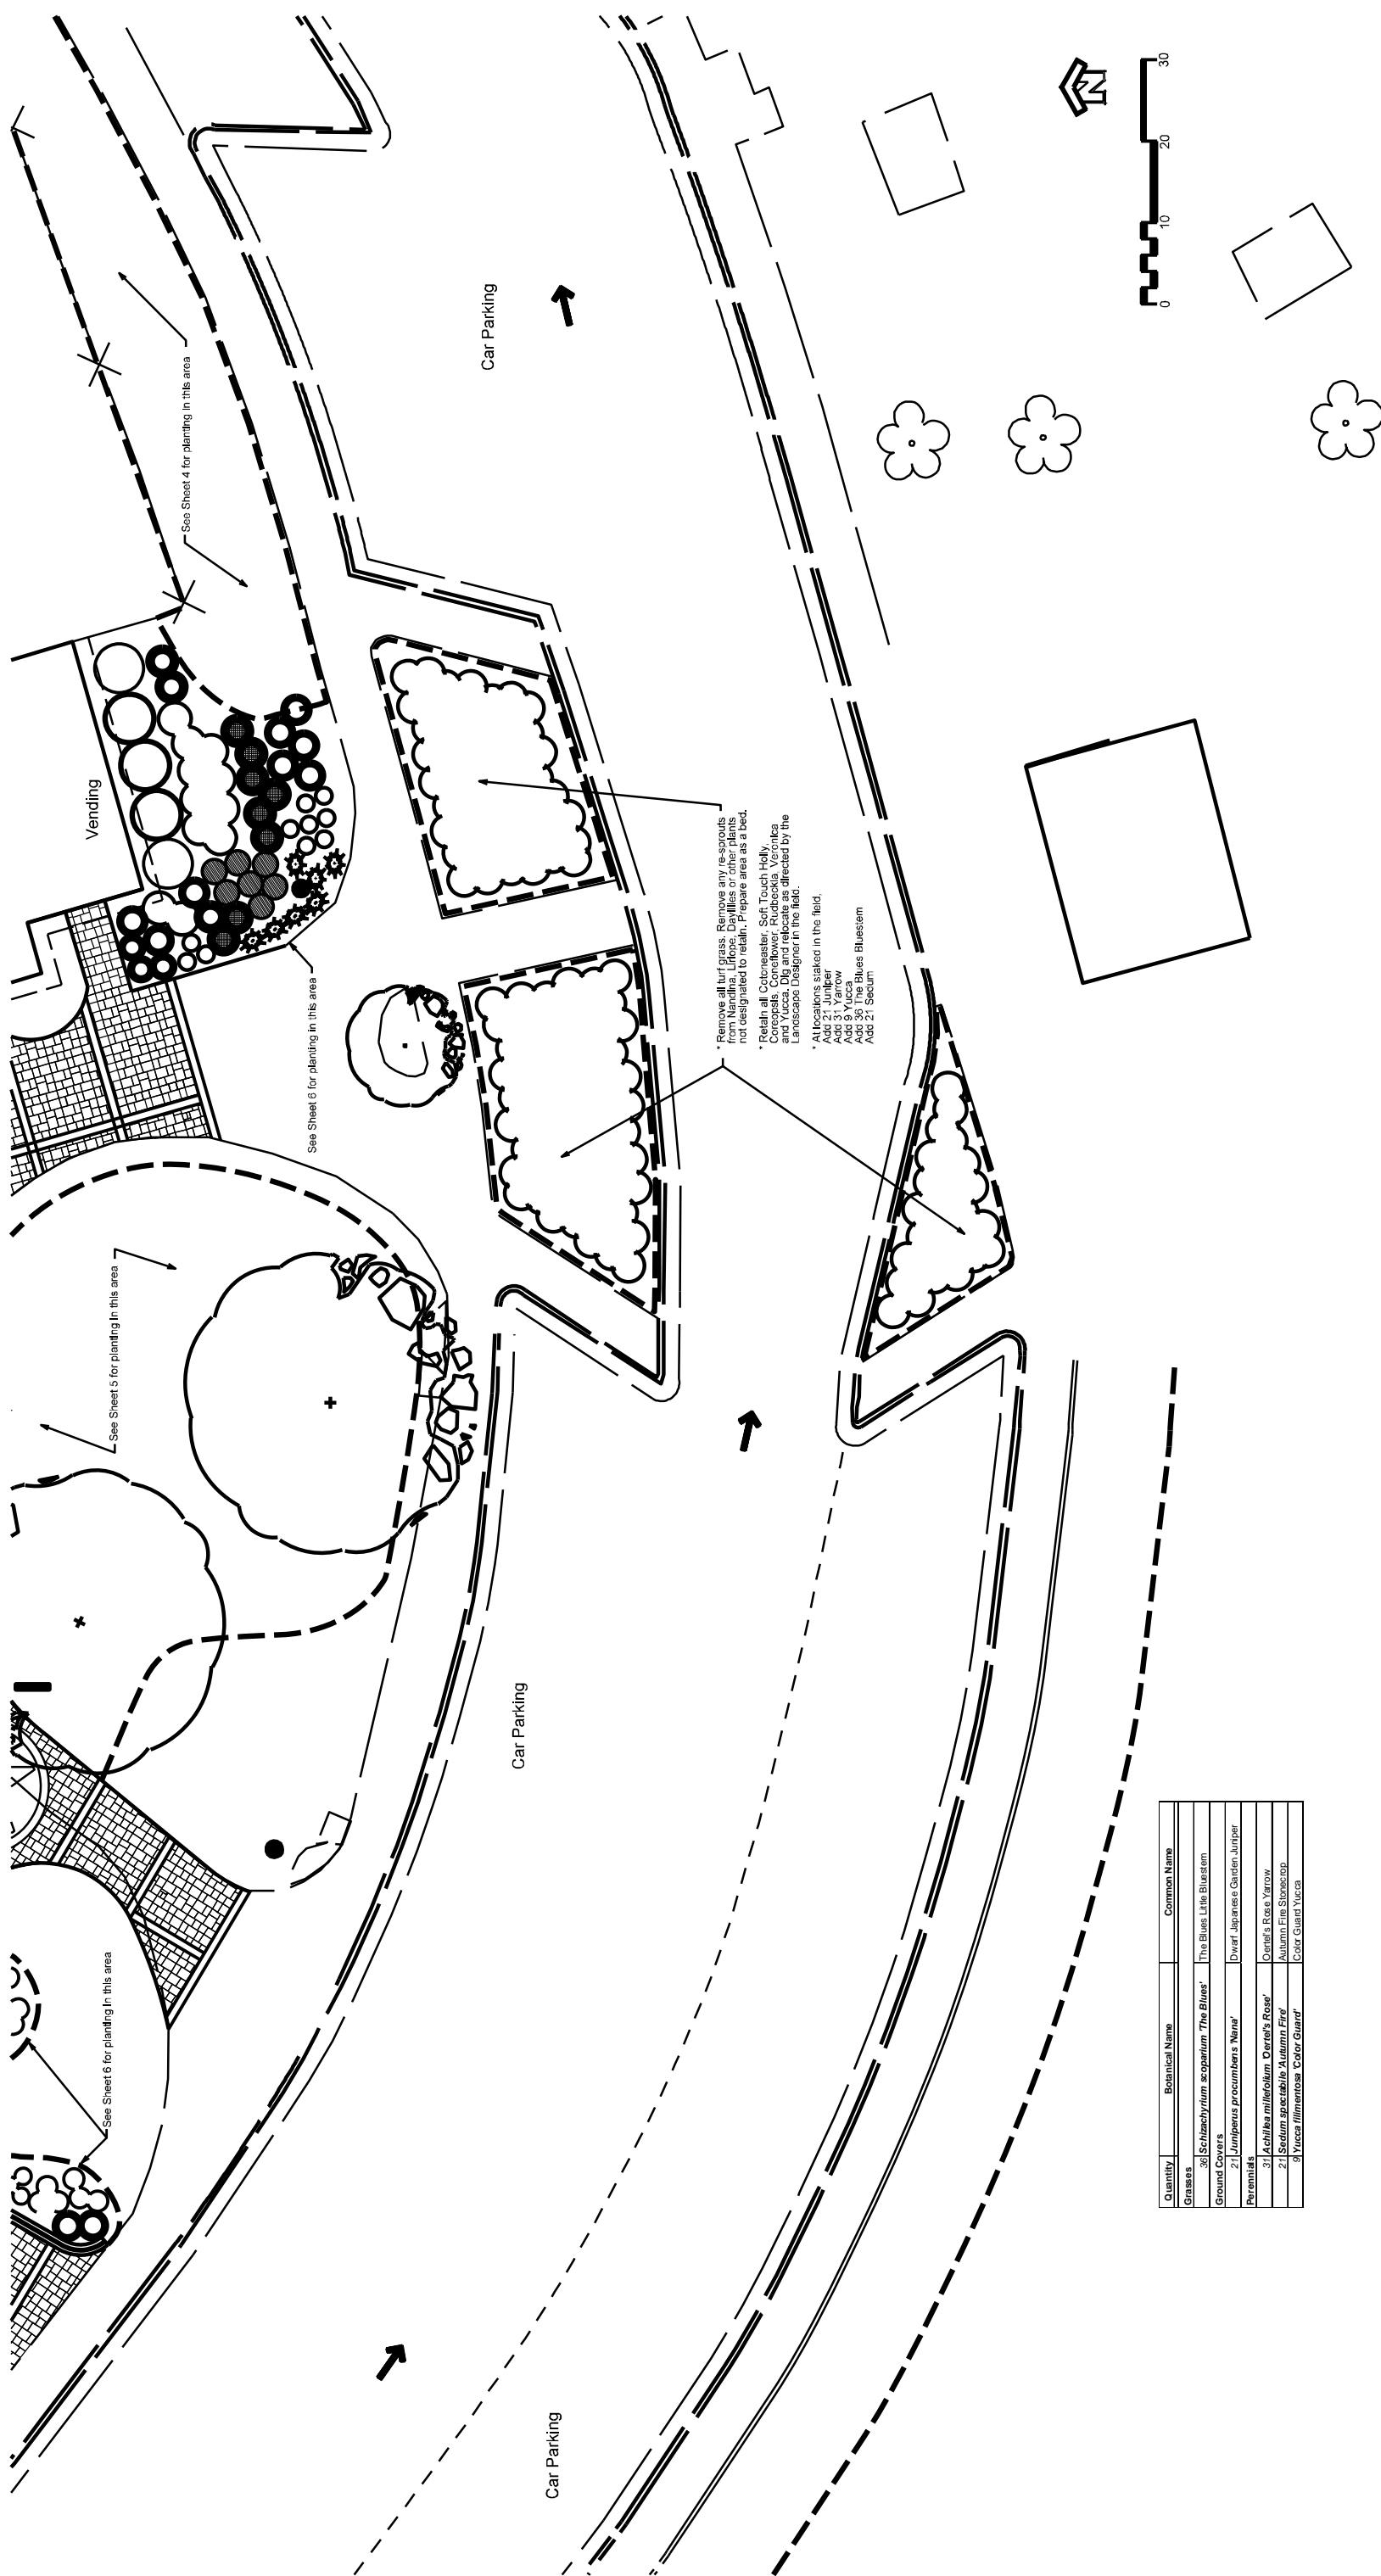 See Sheet 4 for planting in this area
Vending
See Sheet 6 for planting in this area
See Sheet 5 for planting in this area
See Sheet 6 for planting in this area
Car Parking
Car Parking
Car Parking
* Remove all turf grass. Remove any re-sprouts
from Nandina, Liriope, Daylilies or other plants
not designated to retain. Prepare area as a bed.
* Retain all Cotoneaster, Soft Touch Holly,
Coreopsis, Coneflower, Rudbeckia, Veronica
and Yucca. Dig and relocate as directed by the
Landscape Designer in the field.
* At locations staked in the field.
Add 21 Juniper
Add 31 Yarrow
Add 9 Yucca
Add 36 The Blues Bluestem
Add 21 Sedum
N
0 10 20 30
Quantity Botanical Name Common Name
Grasses
36 Schizachyrium scoparium 'The Blues' The Blues Little Bluestem
Ground Covers
21 Juniperus procumbens 'Nana' Dwarf Japanese Garden Juniper
Perennials
31 Achillea millefolium 'Oertel's Rose' Oertel's Rose Yarrow
21 Sedum spectabile 'Autumn Fire' Autumn Fire Stonecrop
9 Yucca filimentosa 'Color Guard' Color Guard Yucca